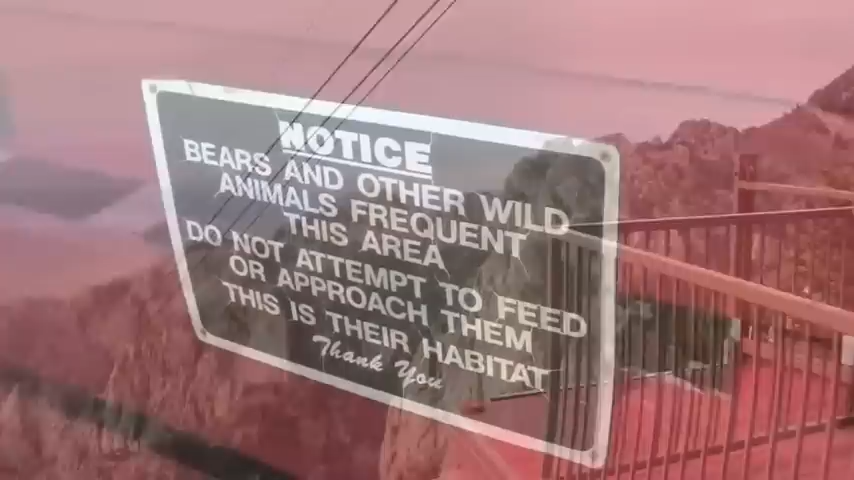 NOTICE
BEARS AND OTHER WILD
ANIMALS FREQUENT
THIS AREA
DO NOT ATTEMPT TO FEED
OR APPROACH THEM
THIS IS THEIR HABITAT
Thank You